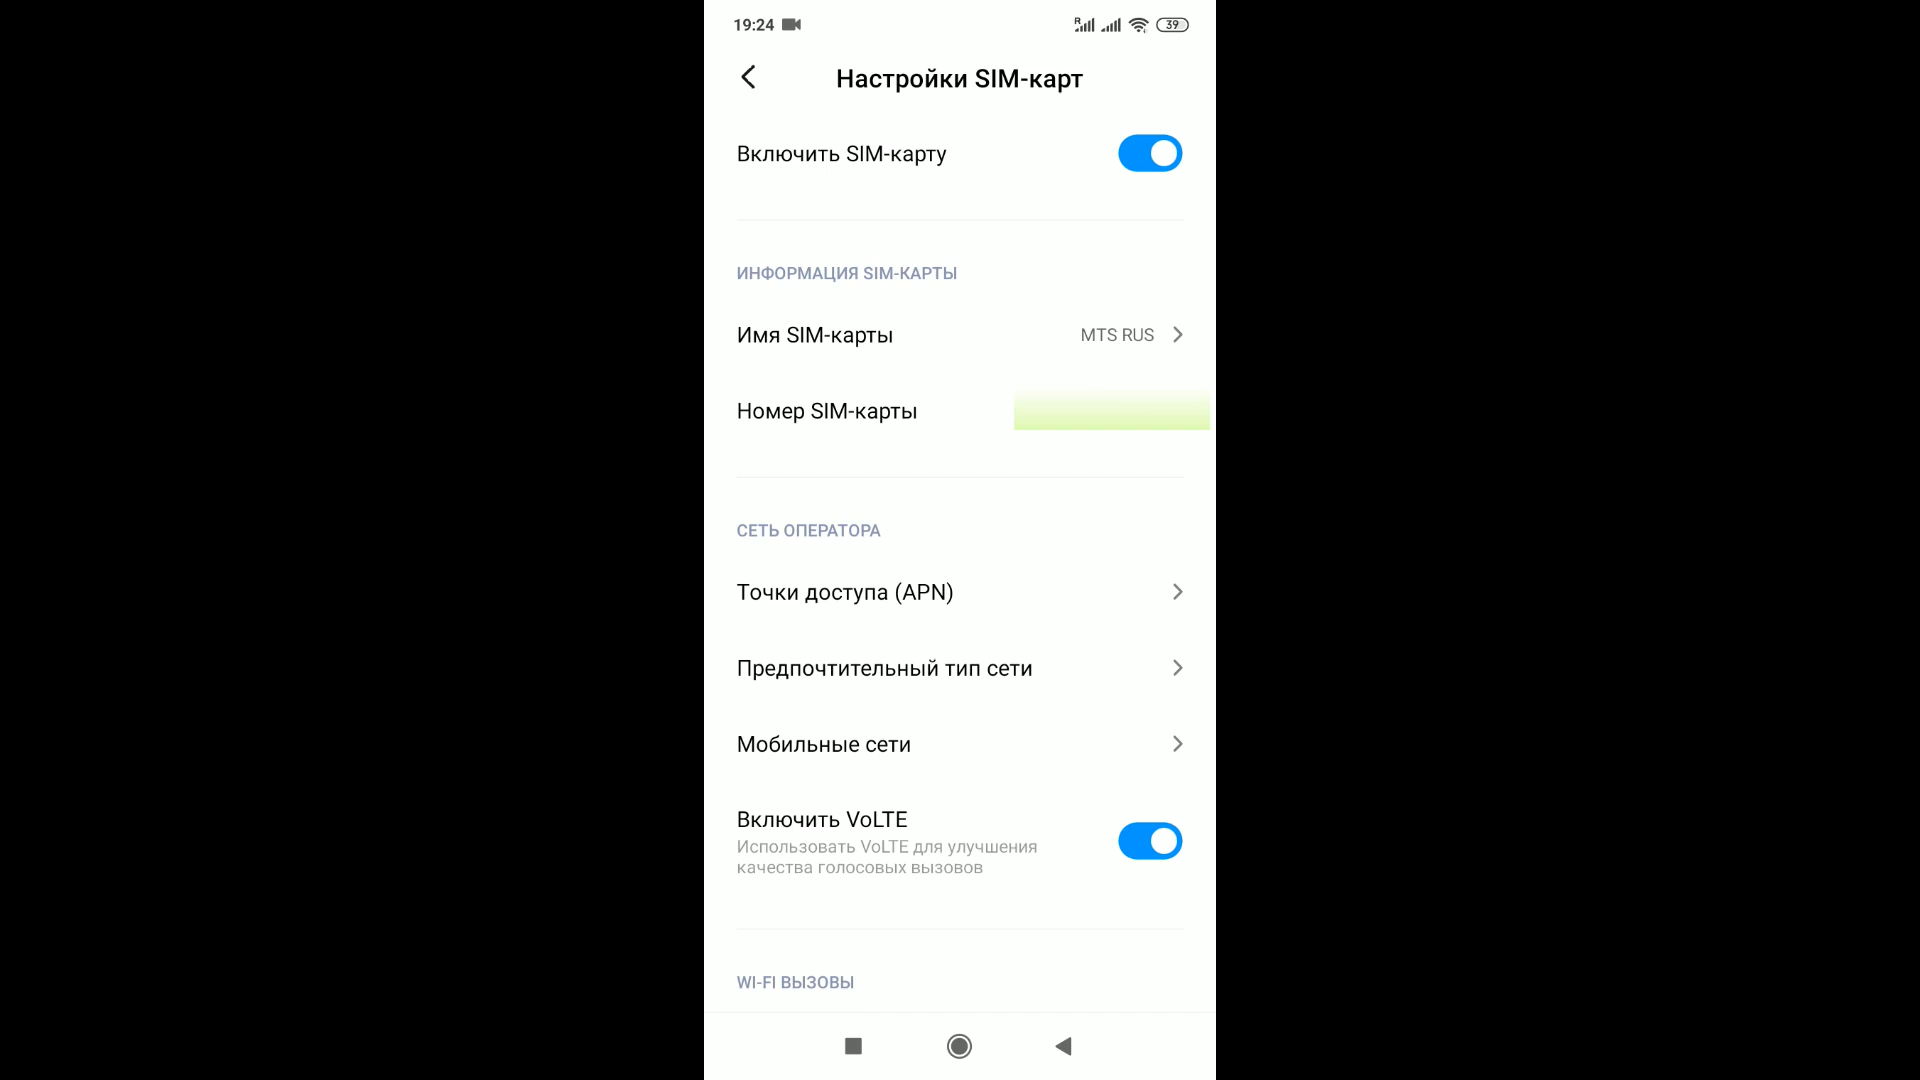 19:24
R
39
Настройки SIM-карт
Включить SIM-карту
ИНФОРМАЦИЯ SIM-КАРТЫ
Имя SIM-карты MTS RUS
Номер SIM-карты
СЕТЬ ОПЕРАТОРА
Точки доступа (APN)
Предпочтительный тип сети
Мобильные сети
Включить VoLTE
Использовать VoLTE для улучшения
качества голосовых вызовов
WI-FI ВЫЗОВЫ